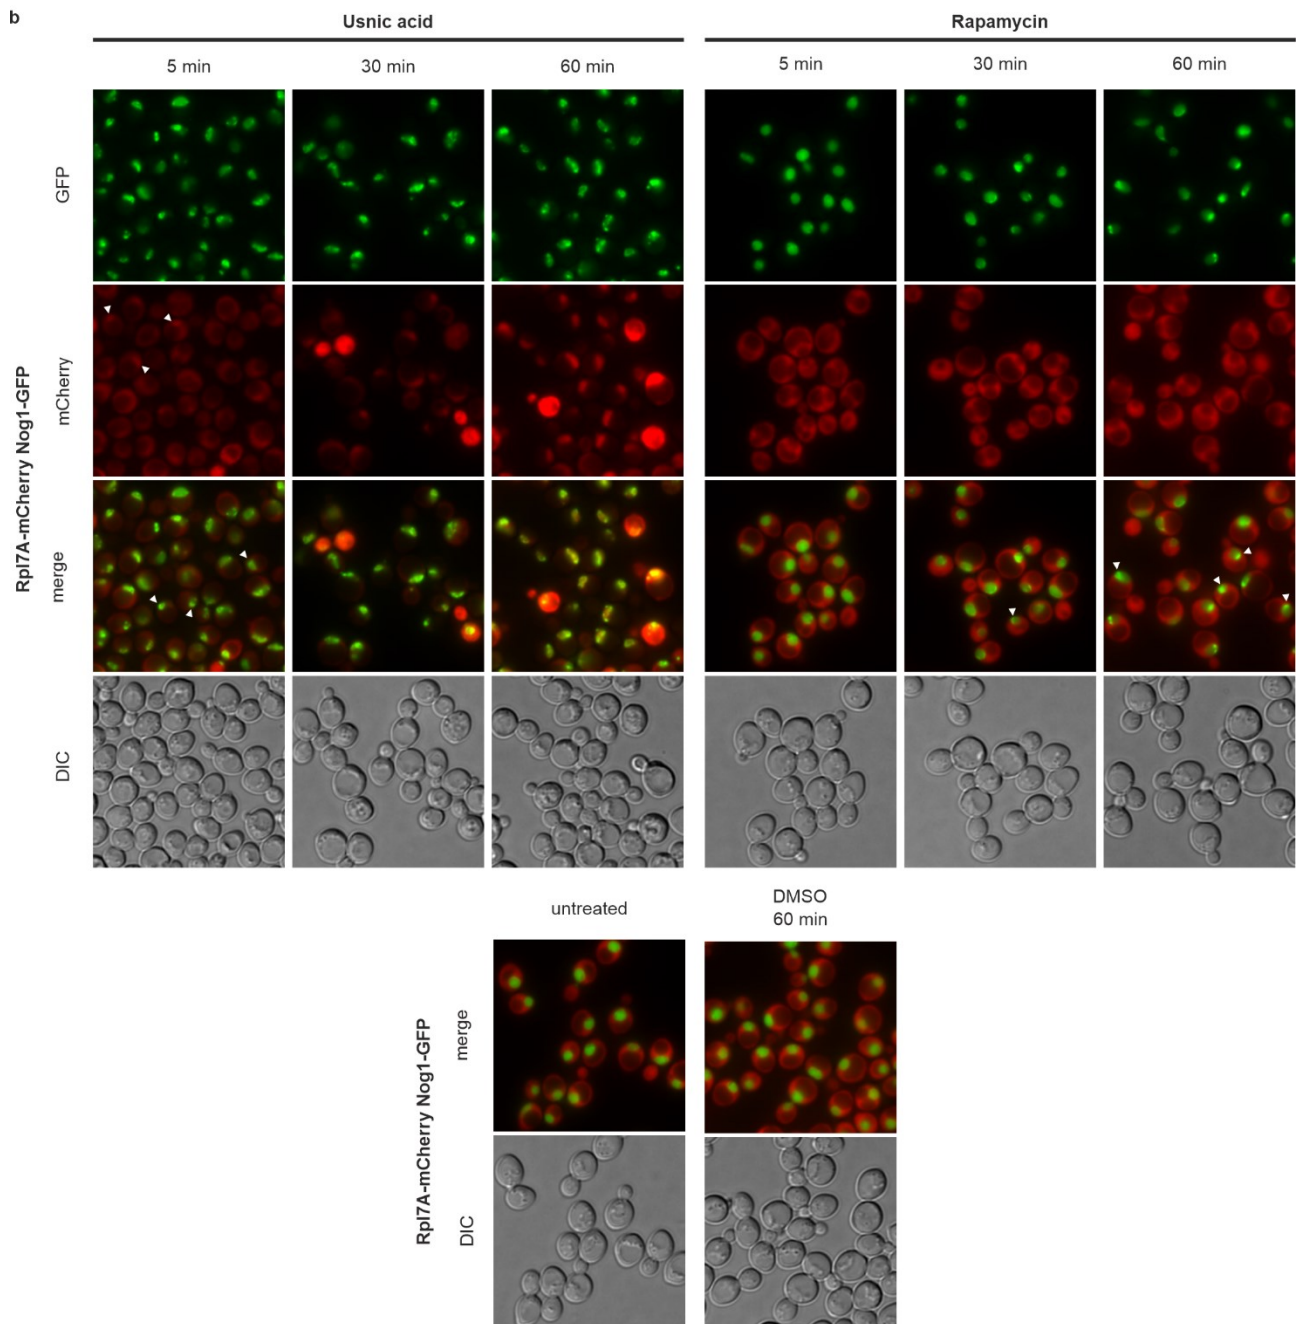 b
Usnic acid
Rapamycin
5 min
30 min
60 min
5 min
30 min
60 min
Rpl7A-mCherry Nog1-GFP
GFP
mCherry
merge
DIC
untreated
DMSO
60 min
Rpl7A-mCherry Nog1-GFP
merge
DIC